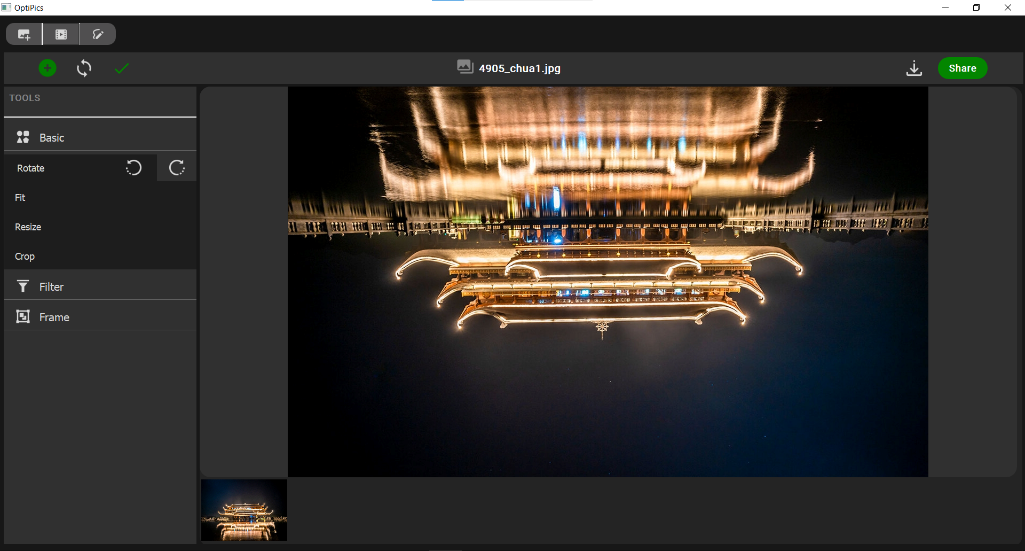 OptiPics
4905_chua1.jpg
Share
TOOLS
Basic
Rotate
Fit
Resize
Crop
Filter
Frame